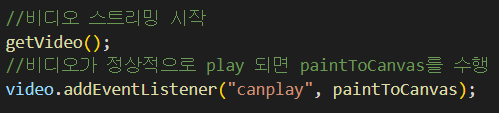 //비디오 스트리밍 시작
getVideo();
//비디오가 정상적으로 play 되면 paintToCanvas를 수행
video.addEventListener("canplay", paintToCanvas);